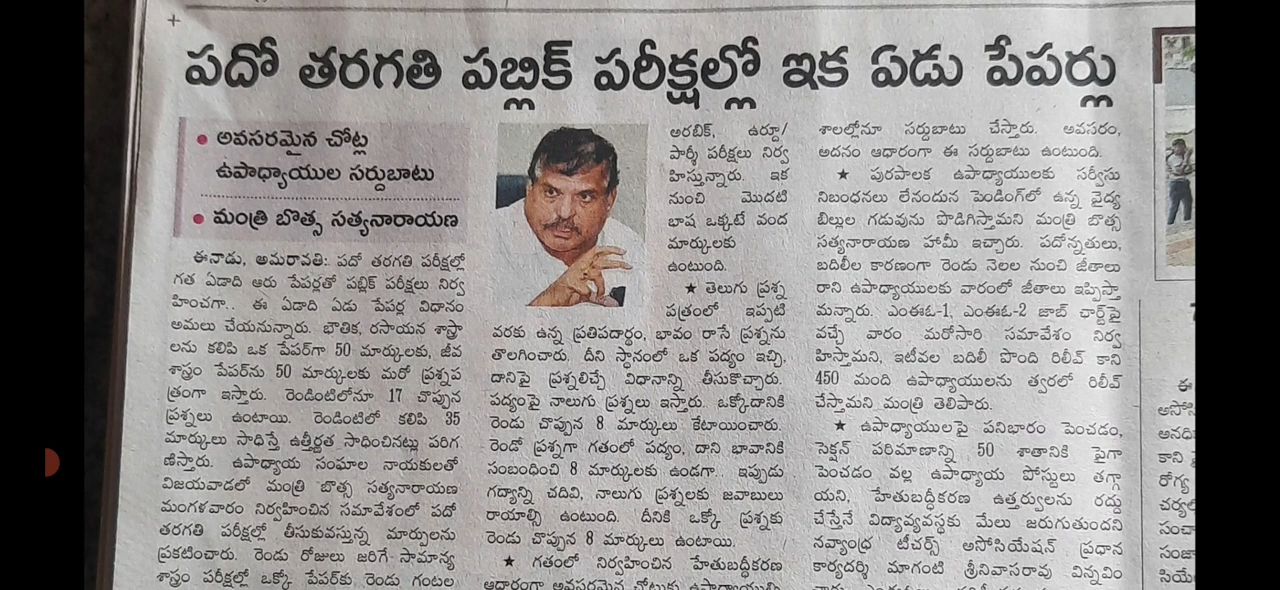 పదో తరగతి పబ్లిక్ పరీక్షల్లో ఇక ఏడు పేపర్లు
• అవసరమైన చోట్ల
ఉపాధ్యాయుల సర్దుబాటు
• మంత్రి బొత్స సత్యనారాయణ
ఈనాడు, అమరావతి: పదో తరగతి పరీక్షల్లో
గత ఏడాది ఆరు పేపర్లతో పబ్లిక్ పరీక్షలు నిర్వ
హించగా.. ఈ ఏడాది ఏడు పేపర్ల విధానం
అమలు చేయనున్నారు. భౌతిక, రసాయన శాస్త్రా
లను కలిపి ఒక పేపర్‌గా 50 మార్కులకు, జీవ
శాస్త్రం పేపర్‌ను 50 మార్కులకు మరో ప్రశ్నప
త్రంగా ఇస్తారు. రెండింటిలోనూ 17 చొప్పున
ప్రశ్నలు ఉంటాయి. రెండింటిలో కలిపి 35
మార్కులు సాధిస్తే ఉత్తీర్ణత సాధించినట్లు పరిగ
ణిస్తారు. ఉపాధ్యాయ సంఘాల నాయకులతో
విజయవాడలో మంత్రి బొత్స సత్యనారాయణ
మంగళవారం నిర్వహించిన సమావేశంలో పదో
తరగతి పరీక్షల్లో తీసుకువస్తున్న మార్పులను
ప్రకటించారు. రెండు రోజులు జరిగే సామాన్య
శాస్త్రం పరీక్షల్లో ఒక్కో పేపర్‌కు రెండు గంటల
అరబిక్, ఉర్దూ/
పార్శీ పరీక్షలు నిర్వ
హిస్తున్నారు. ఇక
నుంచి మొదటి
భాష ఒక్కటే వంద
మార్కులకు
ఉంటుంది.
★ తెలుగు ప్రశ్న
పత్రంలో ఇప్పటి
వరకు ఉన్న ప్రతిపదార్థం, భావం రాసే ప్రశ్నను
తొలగించారు. దీని స్థానంలో ఒక పద్యం ఇచ్చి,
దానిపై ప్రశ్నలిచ్చే విధానాన్ని తీసుకొచ్చారు.
పద్యంపై నాలుగు ప్రశ్నలు ఇస్తారు. ఒక్కోదానికి
రెండు చొప్పున 8 మార్కులు కేటాయించారు.
రెండో ప్రశ్నగా గతంలో పద్యం, దాని భావానికి
సంబంధించి 8 మార్కులకు ఉండగా.. ఇప్పుడు
గద్యాన్ని చదివి, నాలుగు ప్రశ్నలకు జవాబులు
రాయాల్సి ఉంటుంది. దీనికి ఒక్కో ప్రశ్నకు
రెండు చొప్పున 8 మార్కులు ఉంటాయి.
★ గతంలో నిర్వహించిన హేతుబద్ధీకరణ
ఆధారంగా అవసరమైన చోటుకు
శాలల్లోనూ సర్దుబాటు చేస్తారు. అవసరం,
అదనం ఆధారంగా ఈ సర్దుబాటు ఉంటుంది.
★ పురపాలక ఉపాధ్యాయులకు సర్వీసు
నిబంధనలు లేనందున పెండింగ్‌లో ఉన్న వైద్య
బిల్లుల గడువును పొడిగిస్తామని మంత్రి బొత్స
సత్యనారాయణ హామీ ఇచ్చారు. పదోన్నతులు,
బదిలీల కారణంగా రెండు నెలల నుంచి జీతాలు
రాని ఉపాధ్యాయులకు వారంలో జీతాలు ఇప్పిస్తా
మన్నారు. ఎంఈఓ-1, ఎంఈఓ-2 జాబ్ చార్ట్‌పై
వచ్చే వారం మరోసారి సమావేశం నిర్వ
హిస్తామని, ఇటీవల బదిలీ పొంది రిలీవ్ కాని
450 మంది ఉపాధ్యాయులను త్వరలో రిలీవ్
చేస్తామని మంత్రి తెలిపారు.
★ ఉపాధ్యాయులపై పనిభారం పెంచడం,
సెక్షన్ పరిమాణాన్ని 50 శాతానికి పైగా
పెంచడం వల్ల ఉపాధ్యాయ పోస్టులు తగ్గా
యని, హేతుబద్ధీకరణ ఉత్తర్వులను రద్దు
చేస్తేనే విద్యావ్యవస్థకు మేలు జరుగుతుందని
నవ్యాంధ్ర టీచర్స్ అసోసియేషన్ ప్రధాన
కార్యదర్శి మాగంటి శ్రీనివాసరావు విన్నవిం